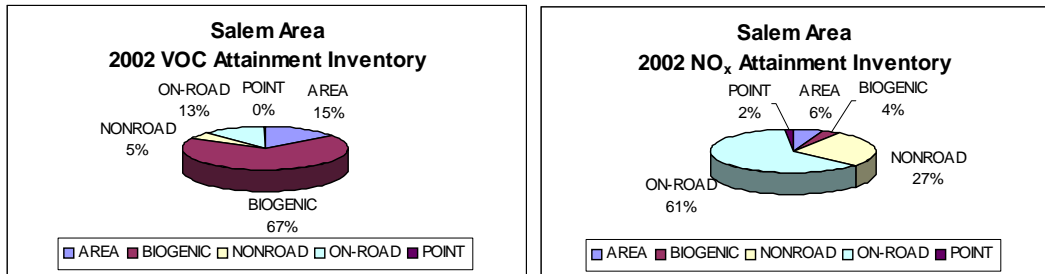 Salem Area
2002 VOC Attainment Inventory
ON-ROAD
13%
POINT
0%
AREA
15%
NONROAD
5%
BIOGENIC
67%
AREA BIOGENIC NONROAD ON-ROAD POINT
Salem Area
2002 NOx Attainment Inventory
POINT
2%
AREA
6%
BIOGENIC
4%
NONROAD
27%
ON-ROAD
61%
AREA BIOGENIC NONROAD ON-ROAD POINT